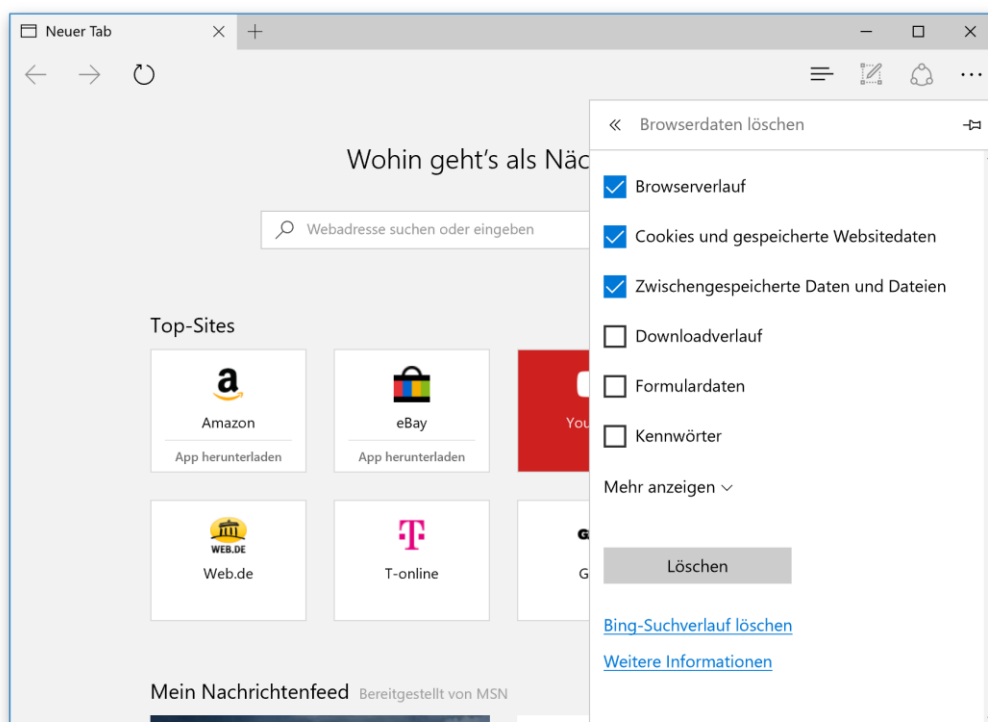 Neuer Tab
Browserdaten löschen
Wohin geht's als Näc
Webadresse suchen oder eingeben
Browserverlauf
Cookies und gespeicherte Websitedaten
Zwischengespeicherte Daten und Dateien
Downloadverlauf
Formulardaten
Kennwörter
Mehr anzeigen
Löschen
Bing-Suchverlauf löschen
Weitere Informationen
Top-Sites
a
Amazon
App herunterladen
eBay
App herunterladen
You
WEB.DE
Web.de
T
T-online
G
G
Mein Nachrichtenfeed Bereitgestellt von MSN